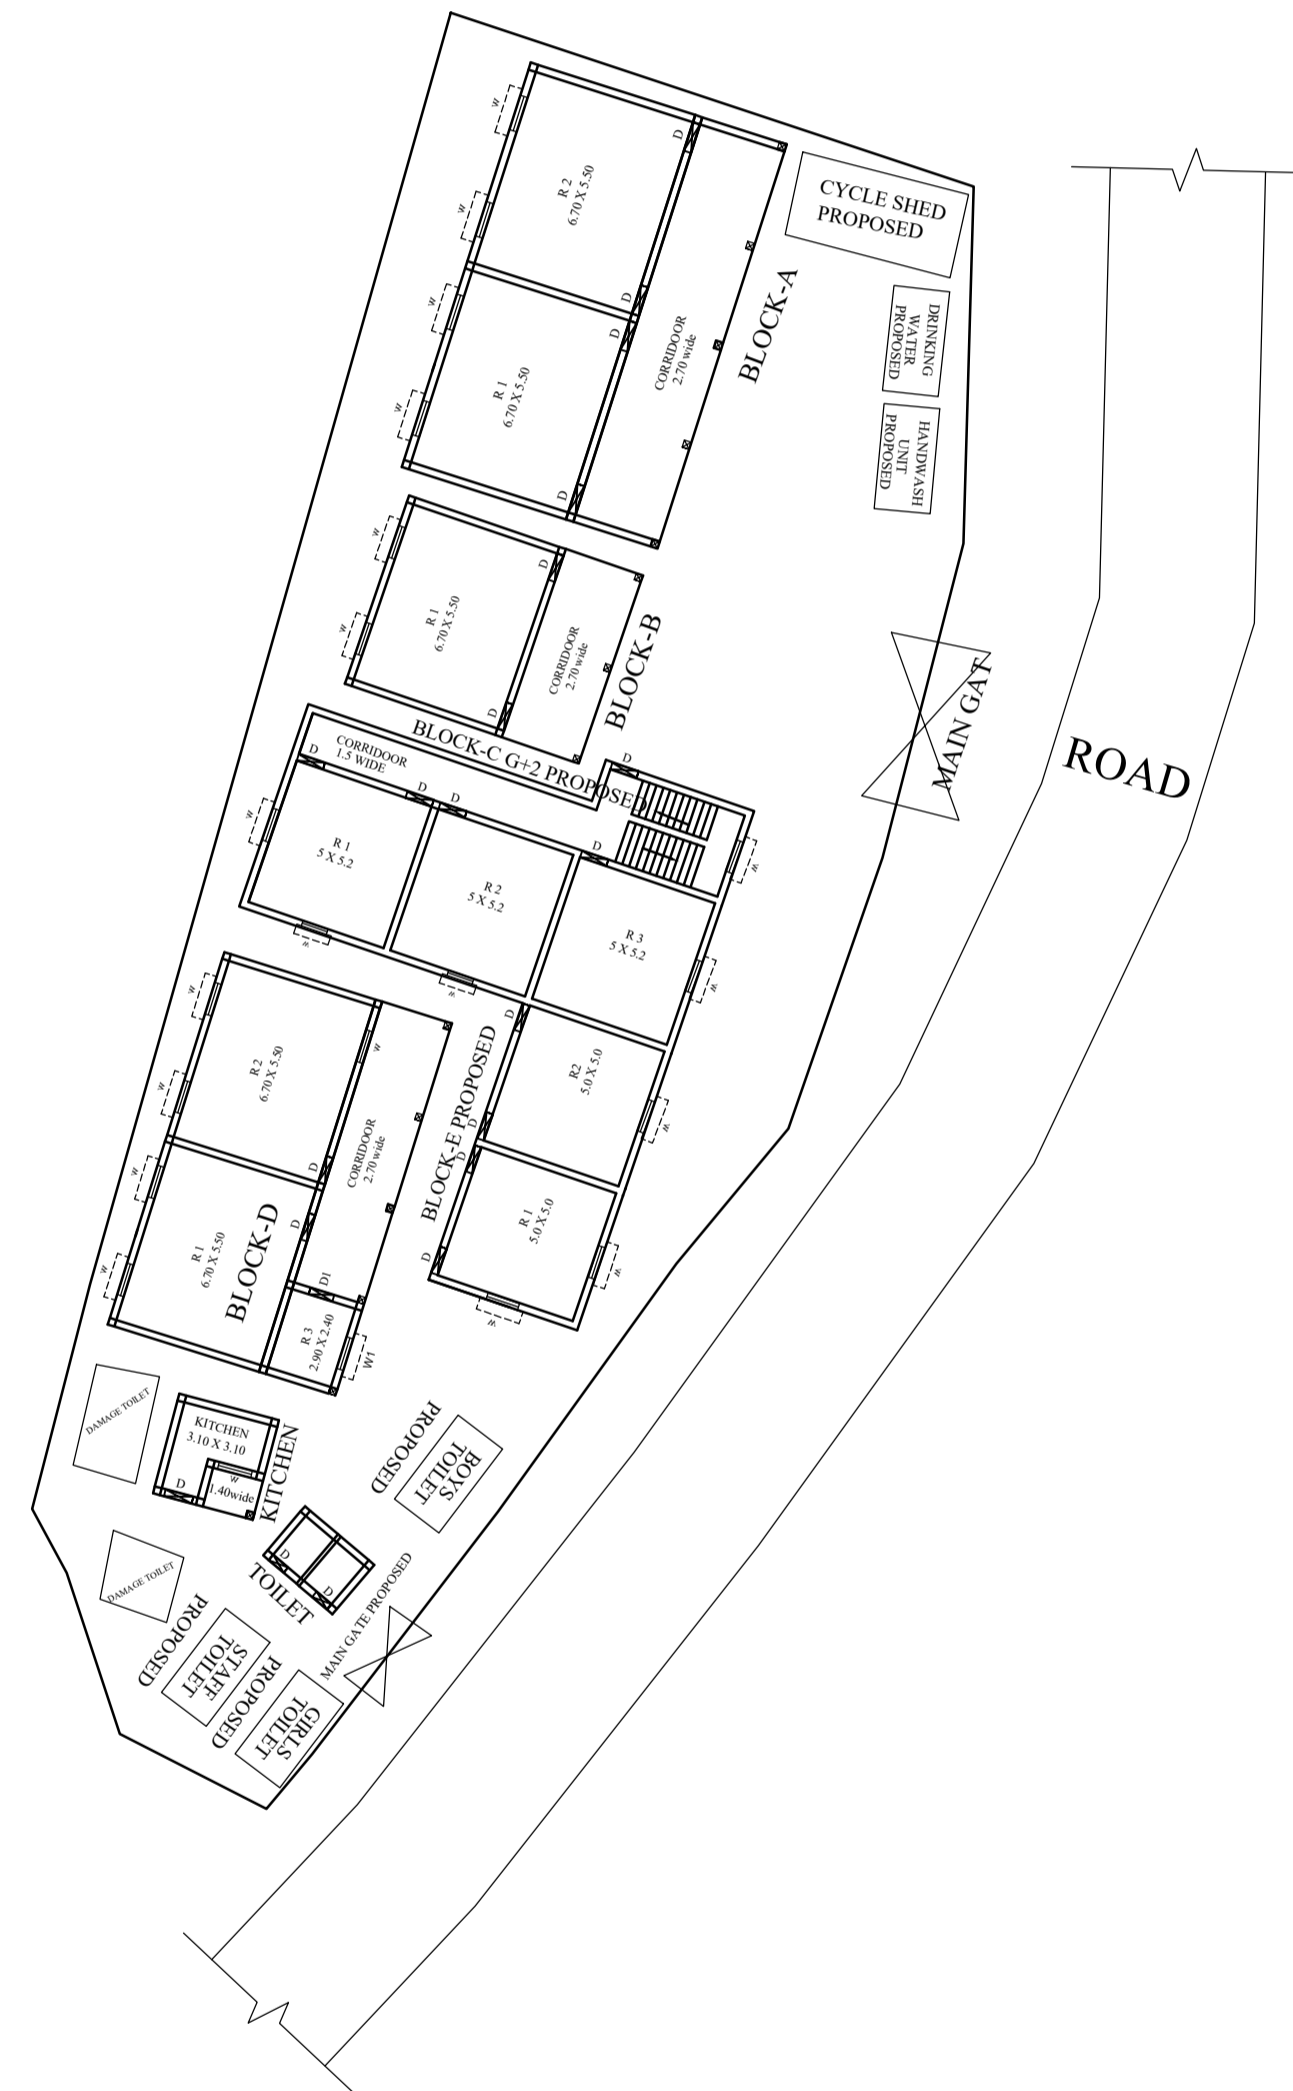 W
D
R 2
6.70 X 5.50
CYCLE SHED
PROPOSED
W
D
W
D
CORRIDOOR
2.70 wide
BLOCK-A
DRINKING
WATER
PROPOSED
R 1
6.70 X 5.50
W
HANDWASH
UNIT
PROPOSED
D
W
D
R 1
6.70 X 5.50
W
CORRIDOOR
2.70 wide
BLOCK-B
D
MAIN GAT
ROAD
BLOCK-C G+2 PROPOSED
CORRIDOOR
1.5 WIDE
D
D
D
D
D
W
W
R 1
5 X 5.2
R 2
5 X 5.2
R 3
5 X 5.2
W
W
W
W
D
R 2
6.70 X 5.50
W
W
CORRIDOOR
2.70 wide
BLOCK-E PROPOSED
R2
5.0 X 5.0
W
D
D
W
D
D
R 1
6.70 X 5.50
BLOCK-D
R 1
5.0 X 5.0
D
W
W
D1
W
R 3
2.90 X 2.40
W1
DAMAGE TOILET
KITCHEN
3.10 X 3.10
W
D
1.40wide
KITCHEN
PROPOSED
BOYS
TOILET
DAMAGE TOILET
D
D
TOILET
MAIN GATE PROPOSED
PROPOSED
STAFF
TOILET
PROPOSED
GIRLS
TOILET